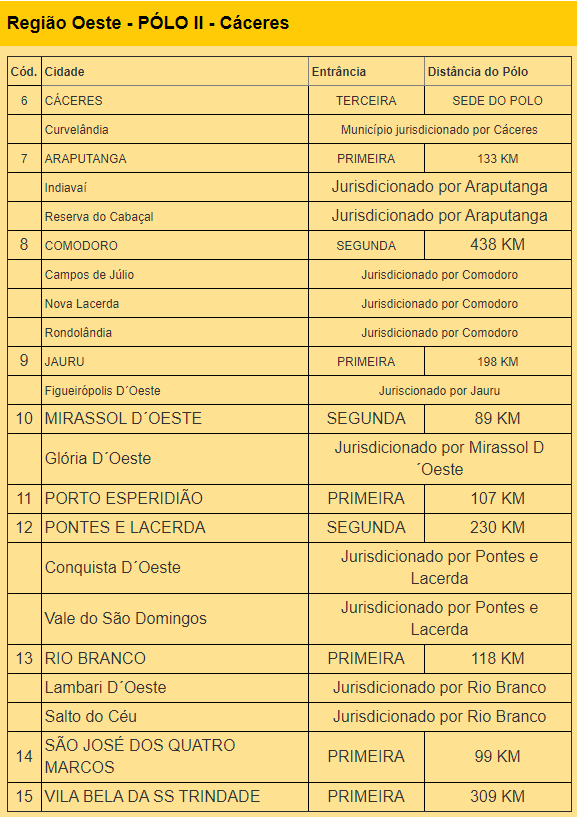 Região Oeste - PÓLO II - Cáceres
Cód. Cidade Entrância Distância do Pólo
6 CÁCERES TERCEIRA SEDE DO POLO
Curvelândia Município jurisdicionado por Cáceres
7 ARAPUTANGA PRIMEIRA 133 KM
Indiavaí Jurisdicionado por Araputanga
Reserva do Cabaçal Jurisdicionado por Araputanga
8 COMODORO SEGUNDA 438 KM
Campos de Júlio Jurisdicionado por Comodoro
Nova Lacerda Jurisdicionado por Comodoro
Rondolândia Jurisdicionado por Comodoro
9 JAURU PRIMEIRA 198 KM
Figueirópolis D´Oeste Juriscionado por Jauru
10 MIRASSOL D´OESTE SEGUNDA 89 KM
Glória D´Oeste Jurisdicionado por Mirassol D
´Oeste
11 PORTO ESPERIDIÃO PRIMEIRA 107 KM
12 PONTES E LACERDA SEGUNDA 230 KM
Conquista D´Oeste Jurisdicionado por Pontes e
Lacerda
Vale do São Domingos Jurisdicionado por Pontes e
Lacerda
13 RIO BRANCO PRIMEIRA 118 KM
Lambari D´Oeste Jurisdicionado por Rio Branco
Salto do Céu Jurisdicionado por Rio Branco
14 SÃO JOSÉ DOS QUATRO
MARCOS PRIMEIRA 99 KM
15 VILA BELA DA SS TRINDADE PRIMEIRA 309 KM